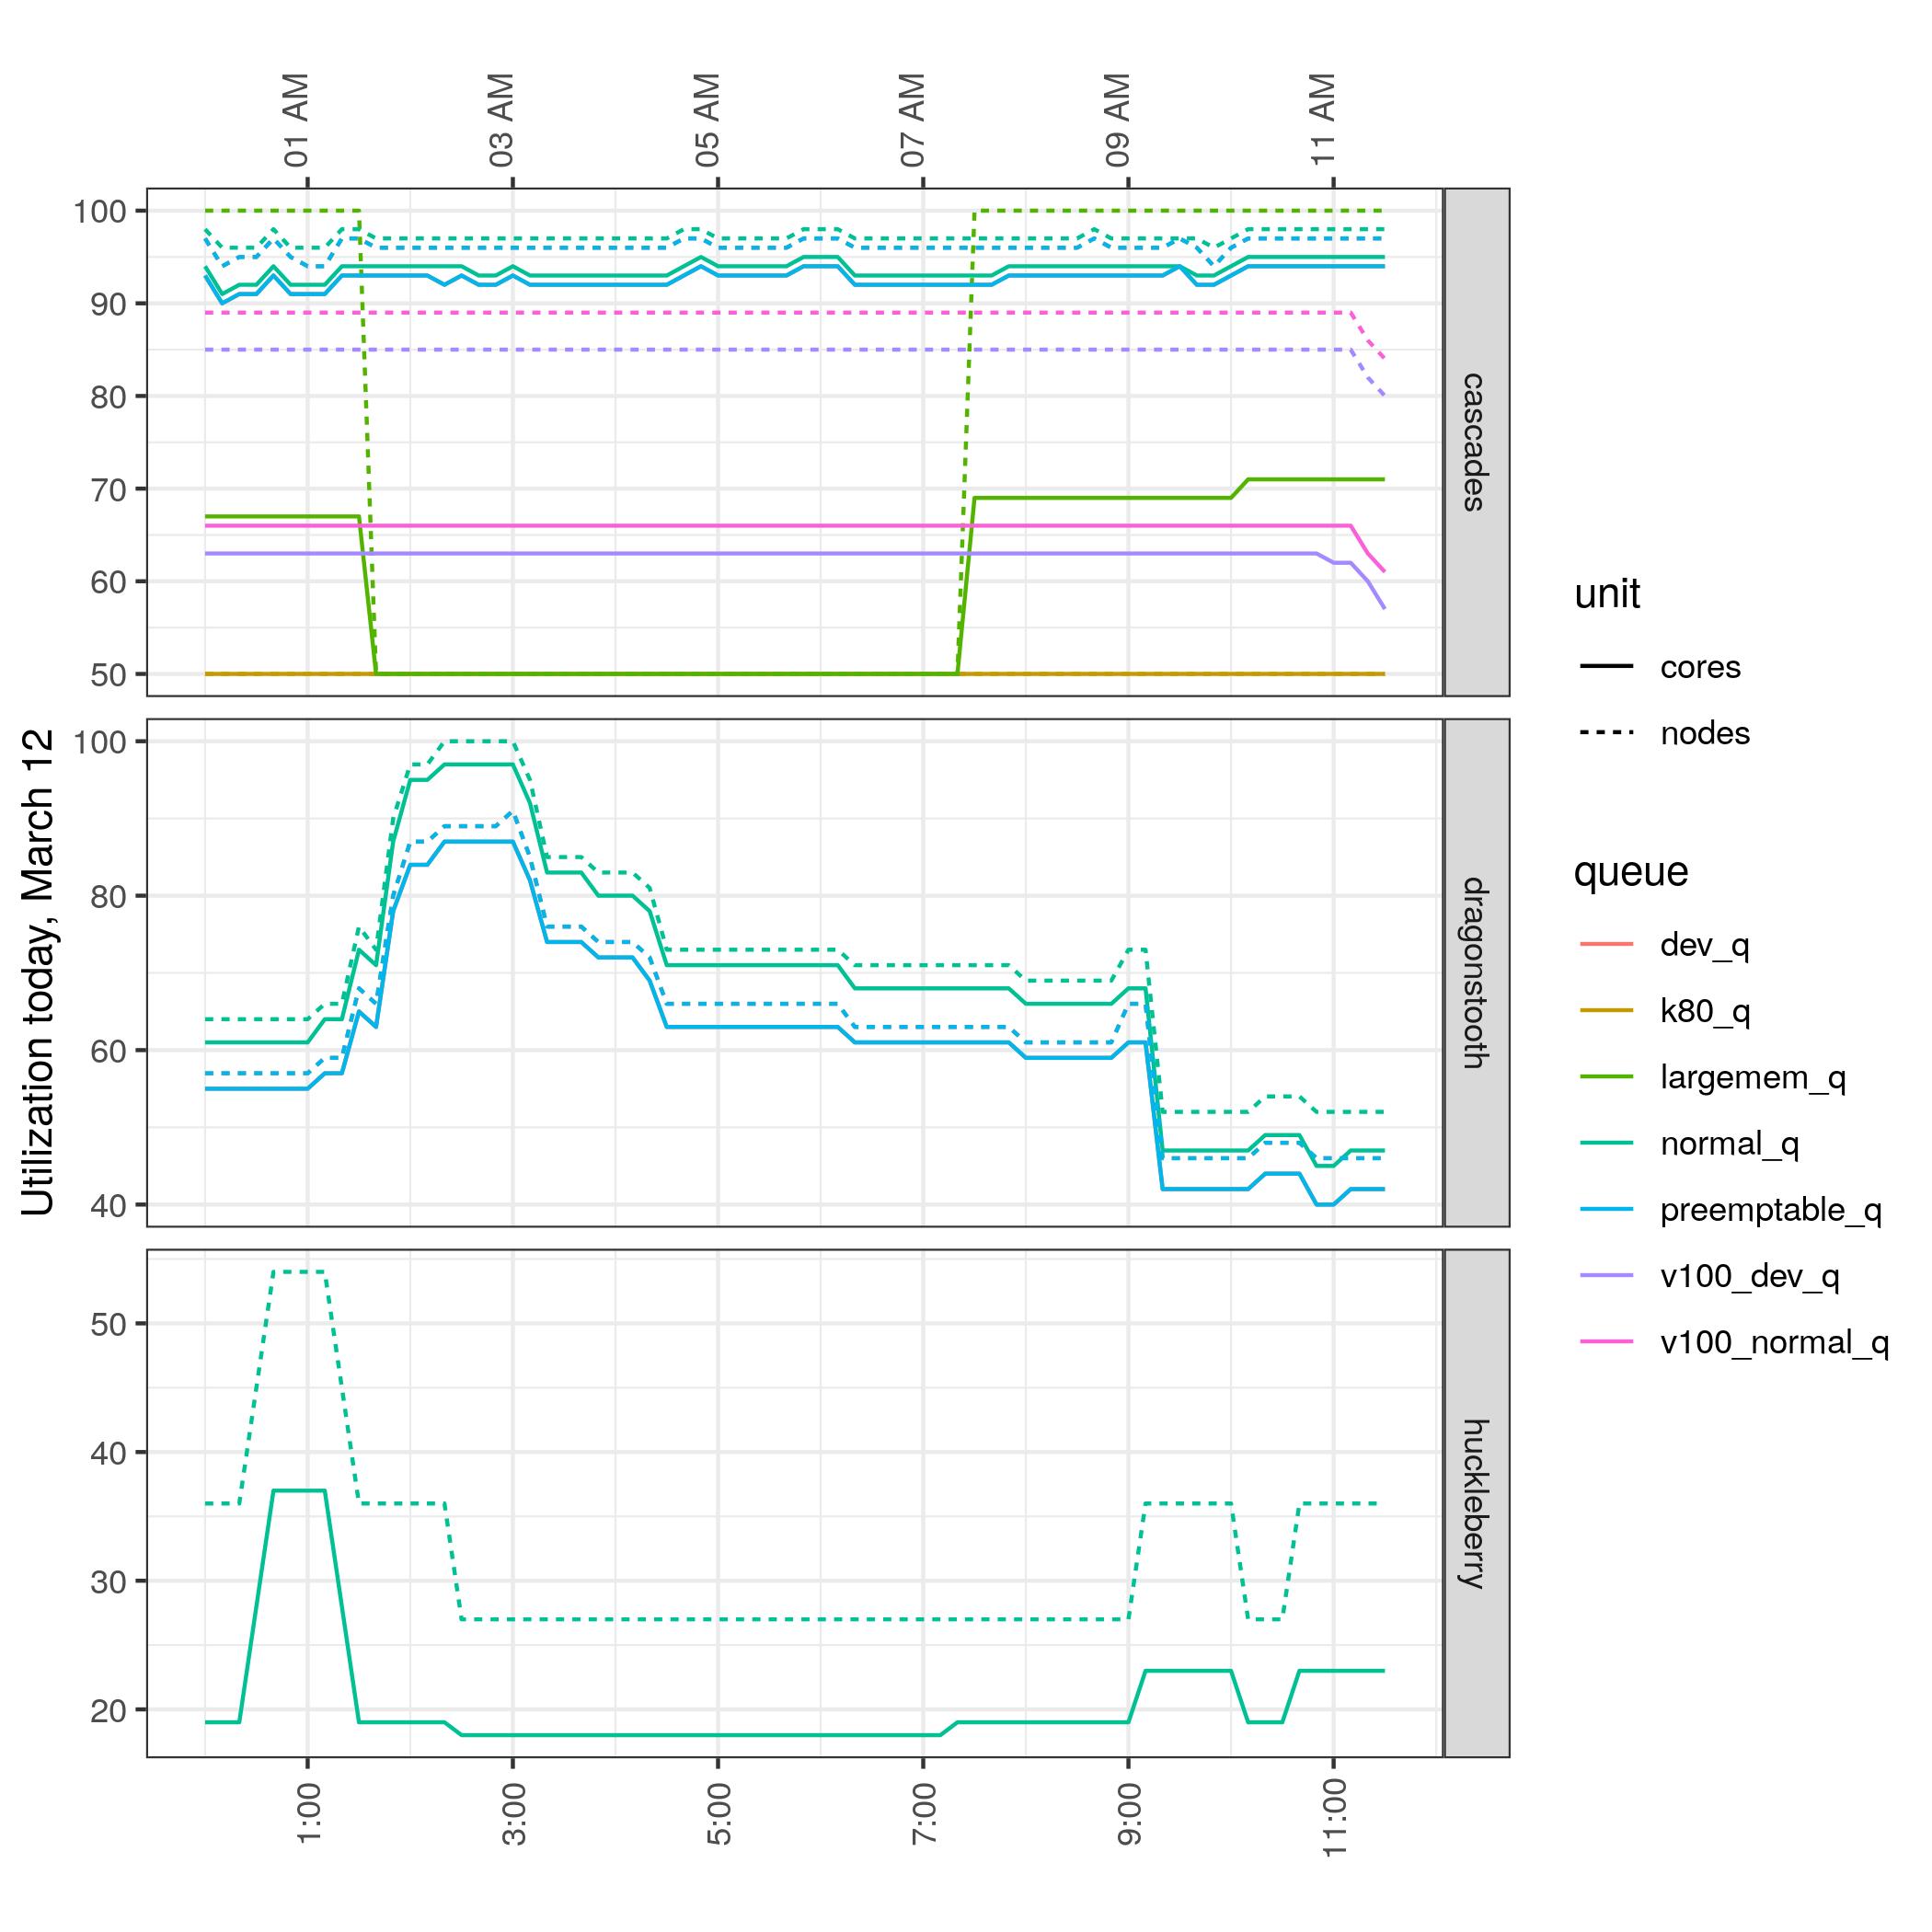 01 AM
03 AM
05 AM
07 AM
09 AM
11 AM
Utilization today, March 12
100
90
80
70
60
50
cascades
100
80
60
40
dragonstooth
50
40
30
20
huckleberry
1:00
3:00
5:00
7:00
9:00
11:00
unit
cores
nodes
queue
dev_q
k80_q
largemem_q
normal_q
preemptable_q
v100_dev_q
v100_normal_q